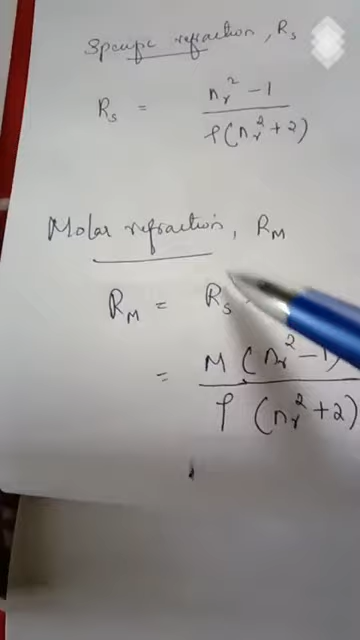 Specific refraction, Rs
Rs = nr² - 1 / ρ(nr² + 2)
Molar refraction, RM
RM = Rs
= M (nr² - 1) / ρ (nr² + 2)